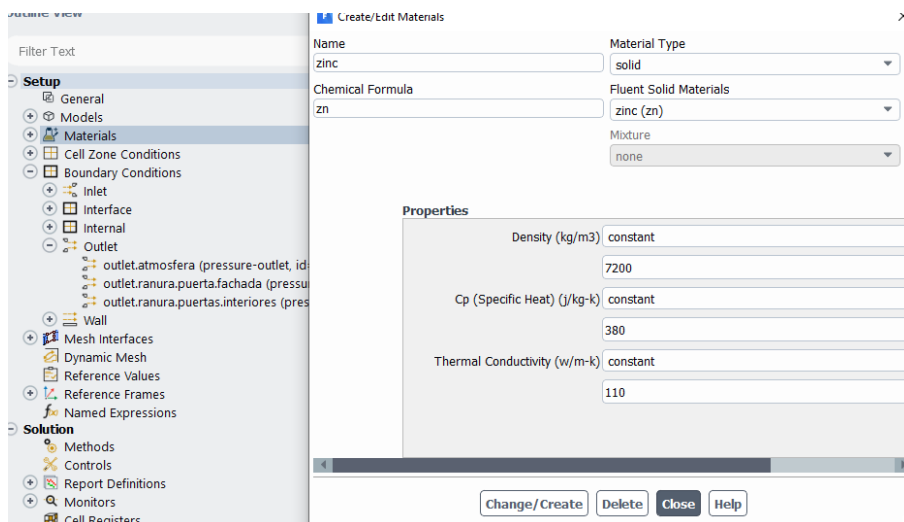 Outline View
Filter Text
Setup
General
Models
Materials
Cell Zone Conditions
Boundary Conditions
Inlet
Interface
Internal
Outlet
outlet.atmosfera (pressure-outlet, id=
outlet.ranura.puerta.fachada (pressu
outlet.ranura.puertas.interiores (pres
Wall
Mesh Interfaces
Dynamic Mesh
Reference Values
Reference Frames
Named Expressions
Solution
Methods
Controls
Report Definitions
Monitors
Cell Registers
Create/Edit Materials
Name
zinc
Material Type
solid
Chemical Formula
zn
Fluent Solid Materials
zinc (zn)
Mixture
none
Properties
Density (kg/m3) constant
7200
Cp (Specific Heat) (j/kg-k) constant
380
Thermal Conductivity (w/m-k) constant
110
Change/Create Delete Close Help